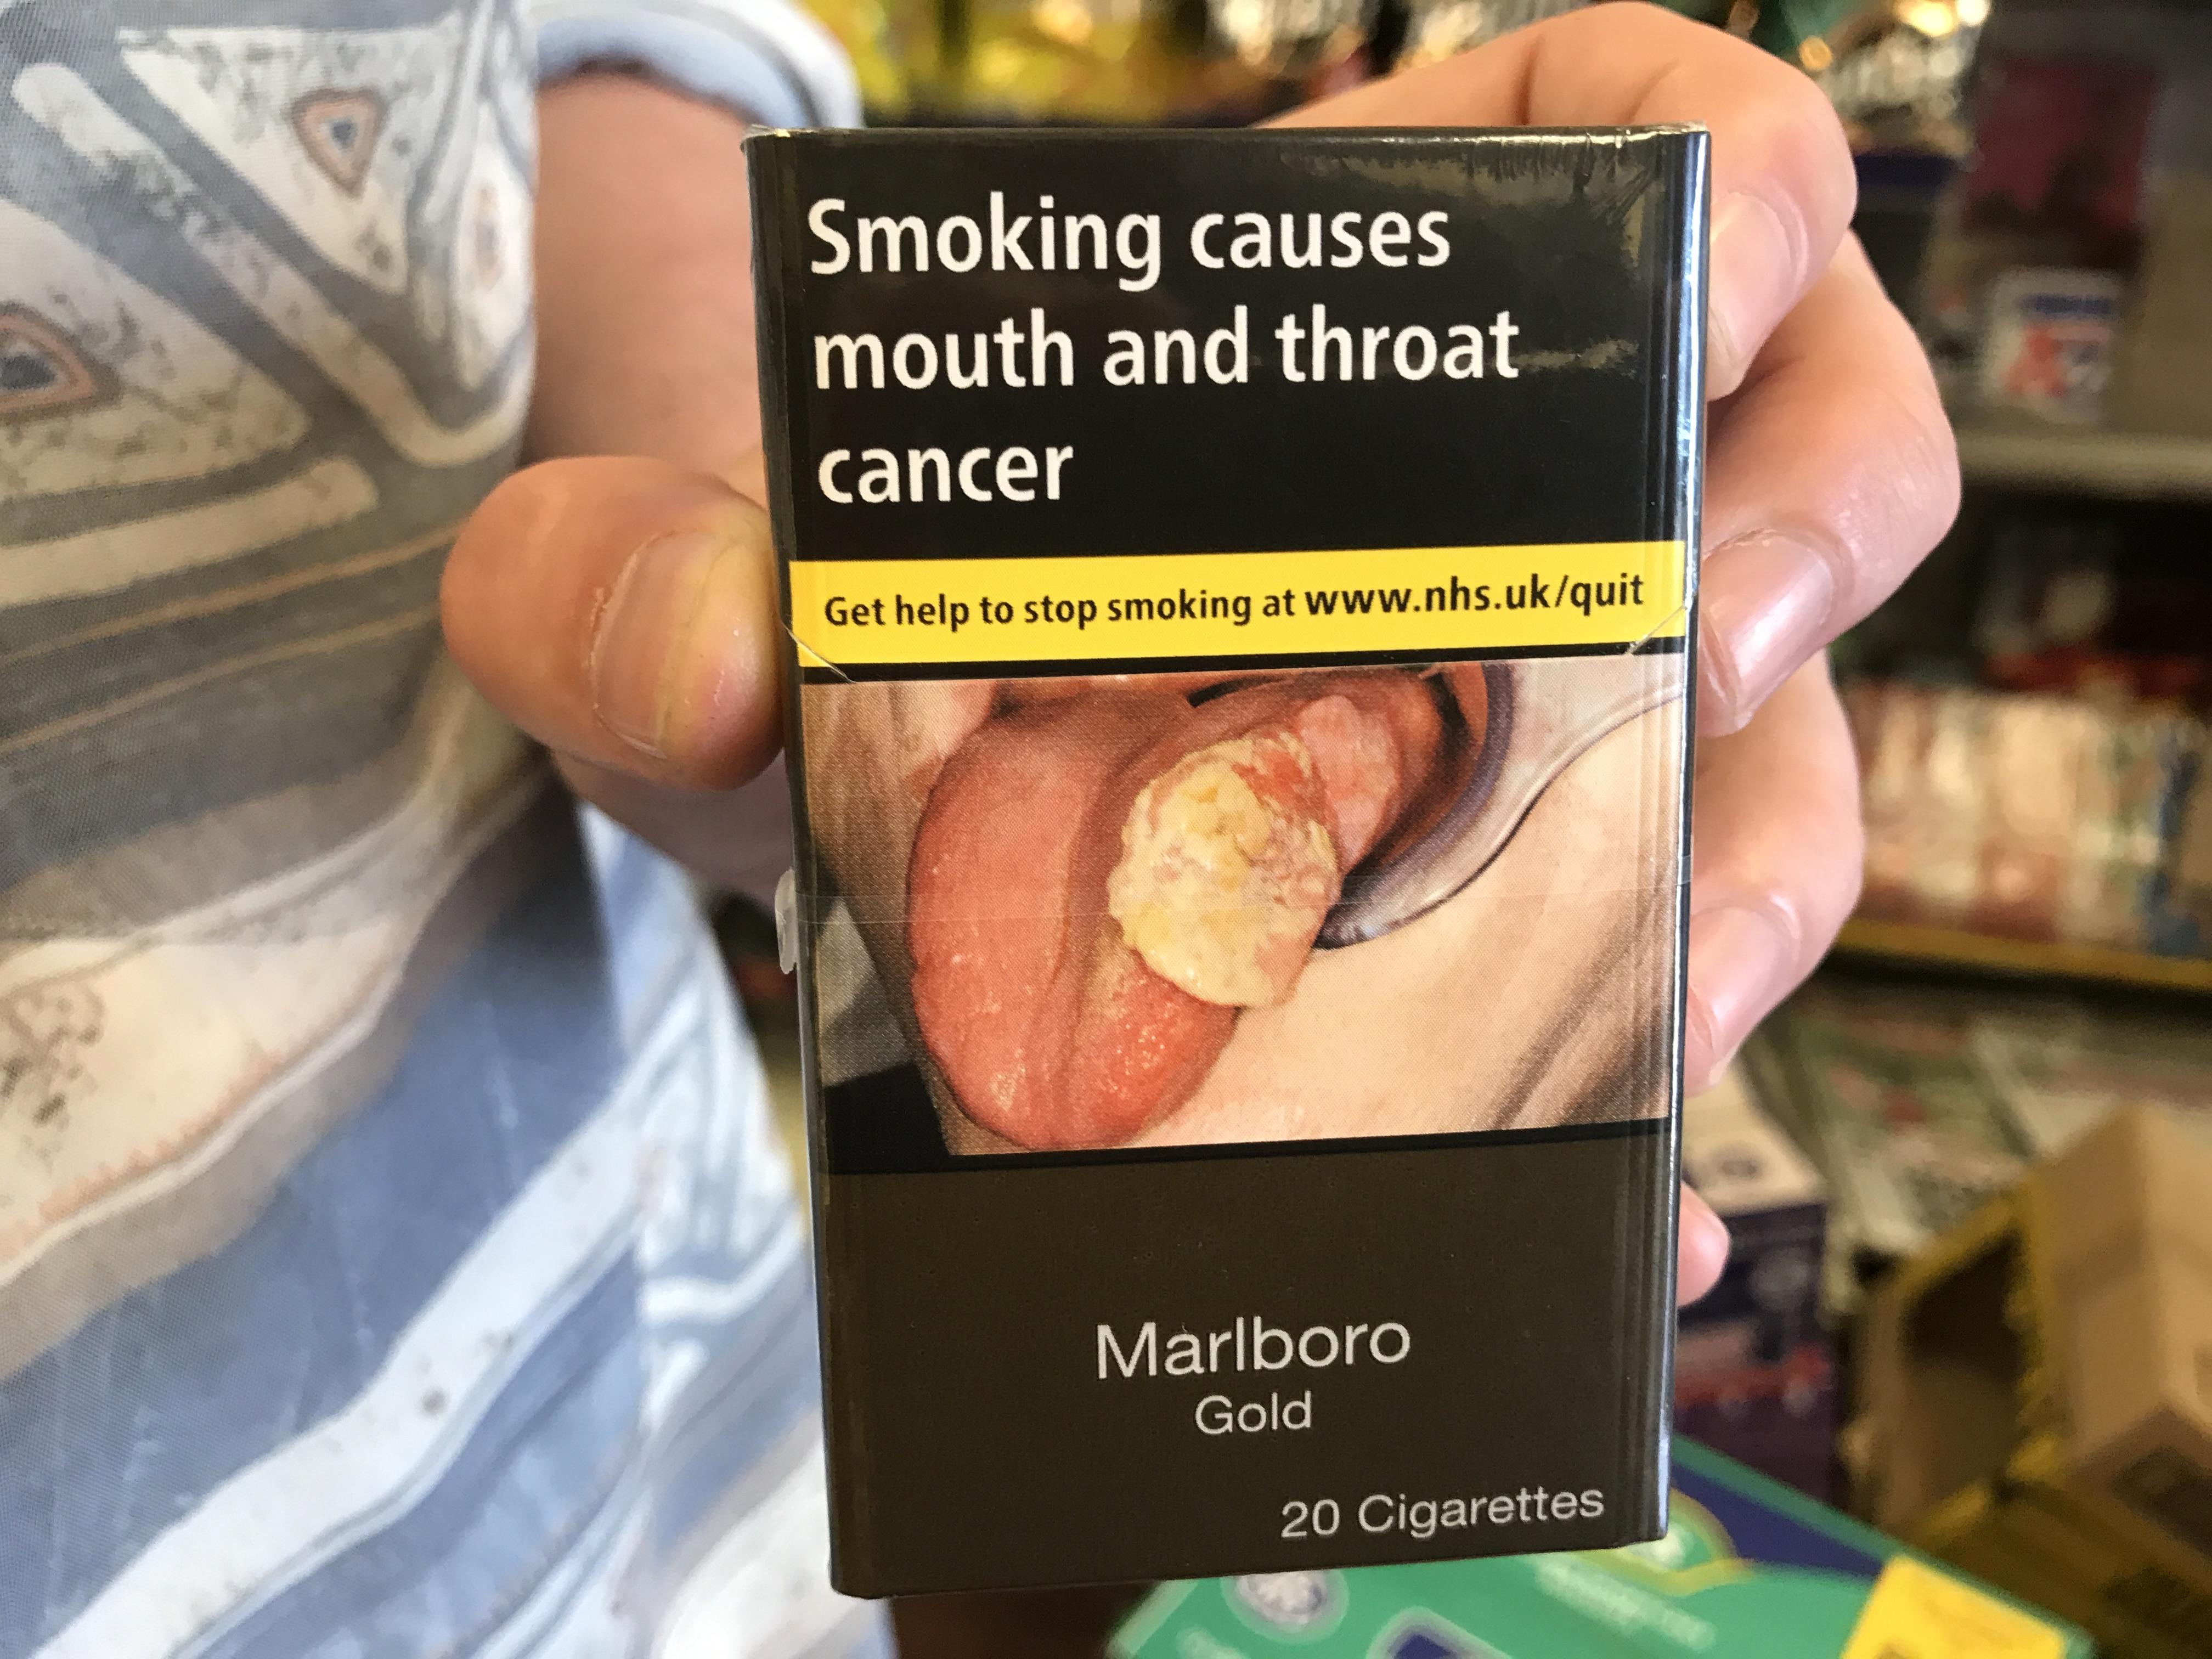 Smoking causes
mouth and throat
cancer
Get help to stop smoking at www.nhs.uk/quit
Marlboro
Gold
20 Cigarettes